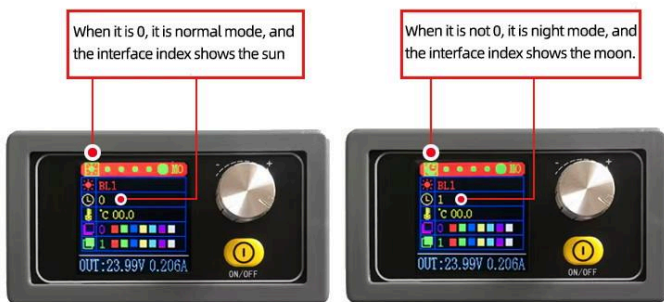 When it is 0, it is normal mode, and
the interface index shows the sun
When it is not 0, it is night mode, and
the interface index shows the moon.
M0
BL1
0
°C 00.0
0
1
OUT:23.99V 0.206A
- +
ON/OFF
M0
BL1
1
°C 00.0
0
1
OUT:23.99V 0.206A
- +
ON/OFF